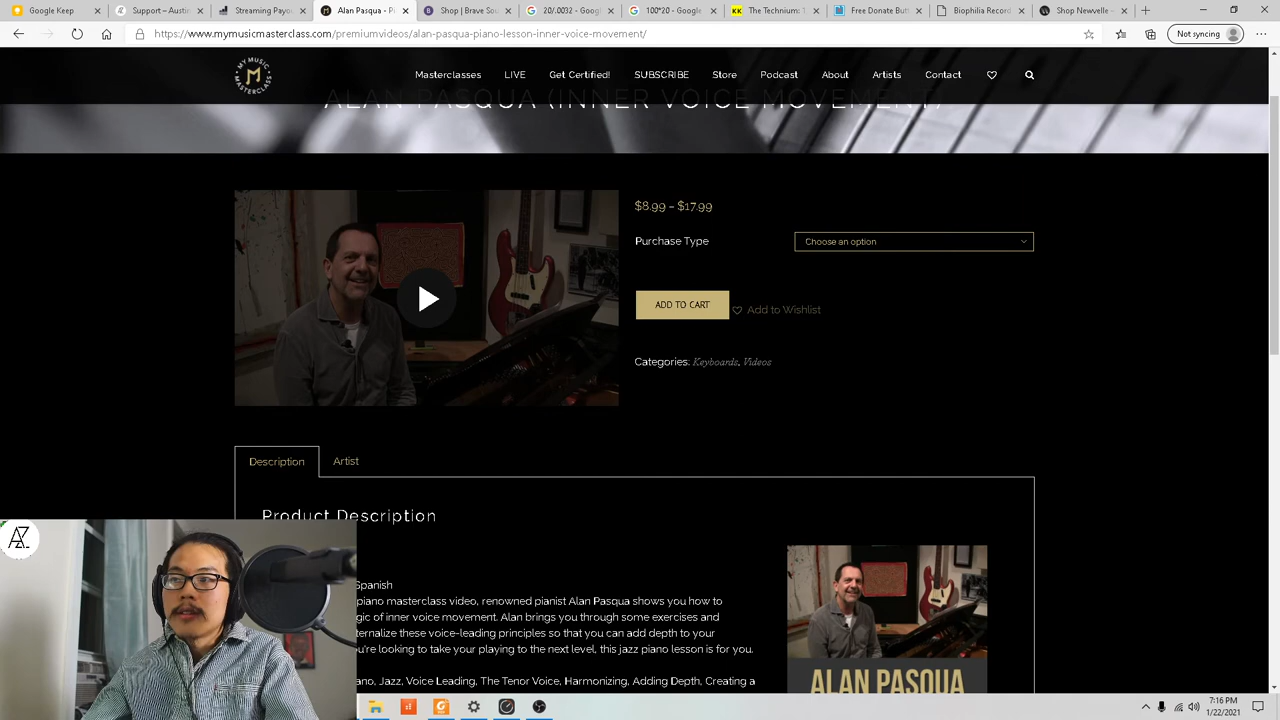 Google Keep
Support – Austin
Streaming Payou
Alan Pasqua - Pi
Shop | Brave Sou
20/.0032 - Googl
100*20 - Google
The Technium: 1
Free Donate Butt
Biophilia Record
Shop Newvelle -
https://www.mymusicmasterclass.com/premiumvideos/alan-pasqua-piano-lesson-inner-voice-movement/
Not syncing
MY MUSIC MASTERCLASS
Masterclasses LIVE Get Certified! SUBSCRIBE Store Podcast About Artists Contact
ALAN PASQUA (INNER VOICE MOVEMENT)
$8.99 – $17.99
Purchase Type
Choose an option
ADD TO CART
Add to Wishlist
Categories: Keyboards, Videos
Description Artist
Product Description
AZ
Spanish
piano masterclass video, renowned pianist Alan Pasqua shows you how to
gic of inner voice movement. Alan brings you through some exercises and
ternalize these voice-leading principles so that you can add depth to your
u're looking to take your playing to the next level, this jazz piano lesson is for you.
ano, Jazz, Voice Leading, The Tenor Voice, Harmonizing, Adding Depth, Creating a
ALAN PASQUA
7:16 PM
1/22/2021